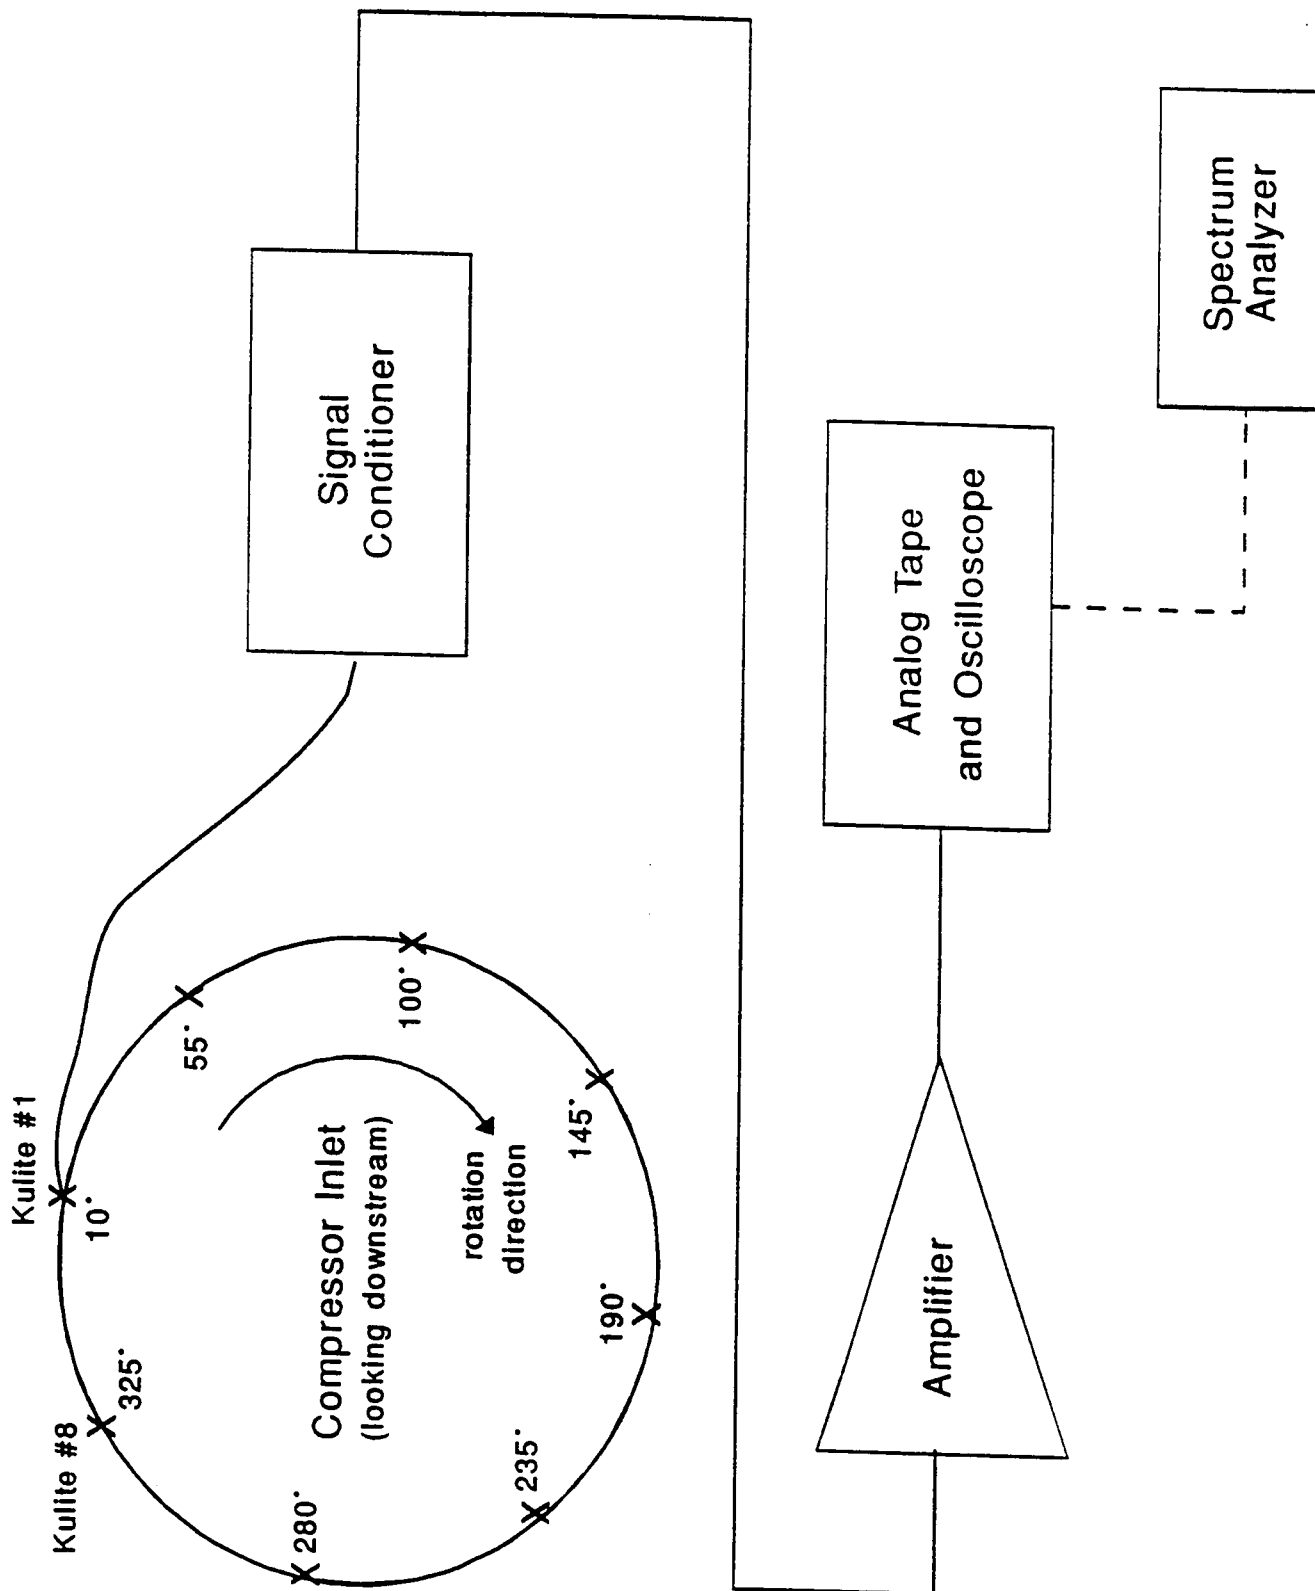 Kulite #8
Kulite #1
325°
10°
280°
55°
Compressor Inlet
(looking downstream)
100°
rotation
direction
235°
190°
145°
Signal
Conditioner
Amplifier
Analog Tape
and Oscilloscope
Spectrum
Analyzer